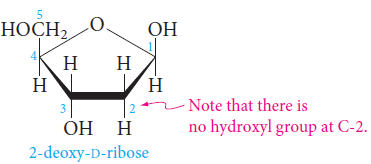 5
HOCH₂ O OH
4 1
H H
H H
3 2
OH H
Note that there is
no hydroxyl group at C-2.
2-deoxy-D-ribose